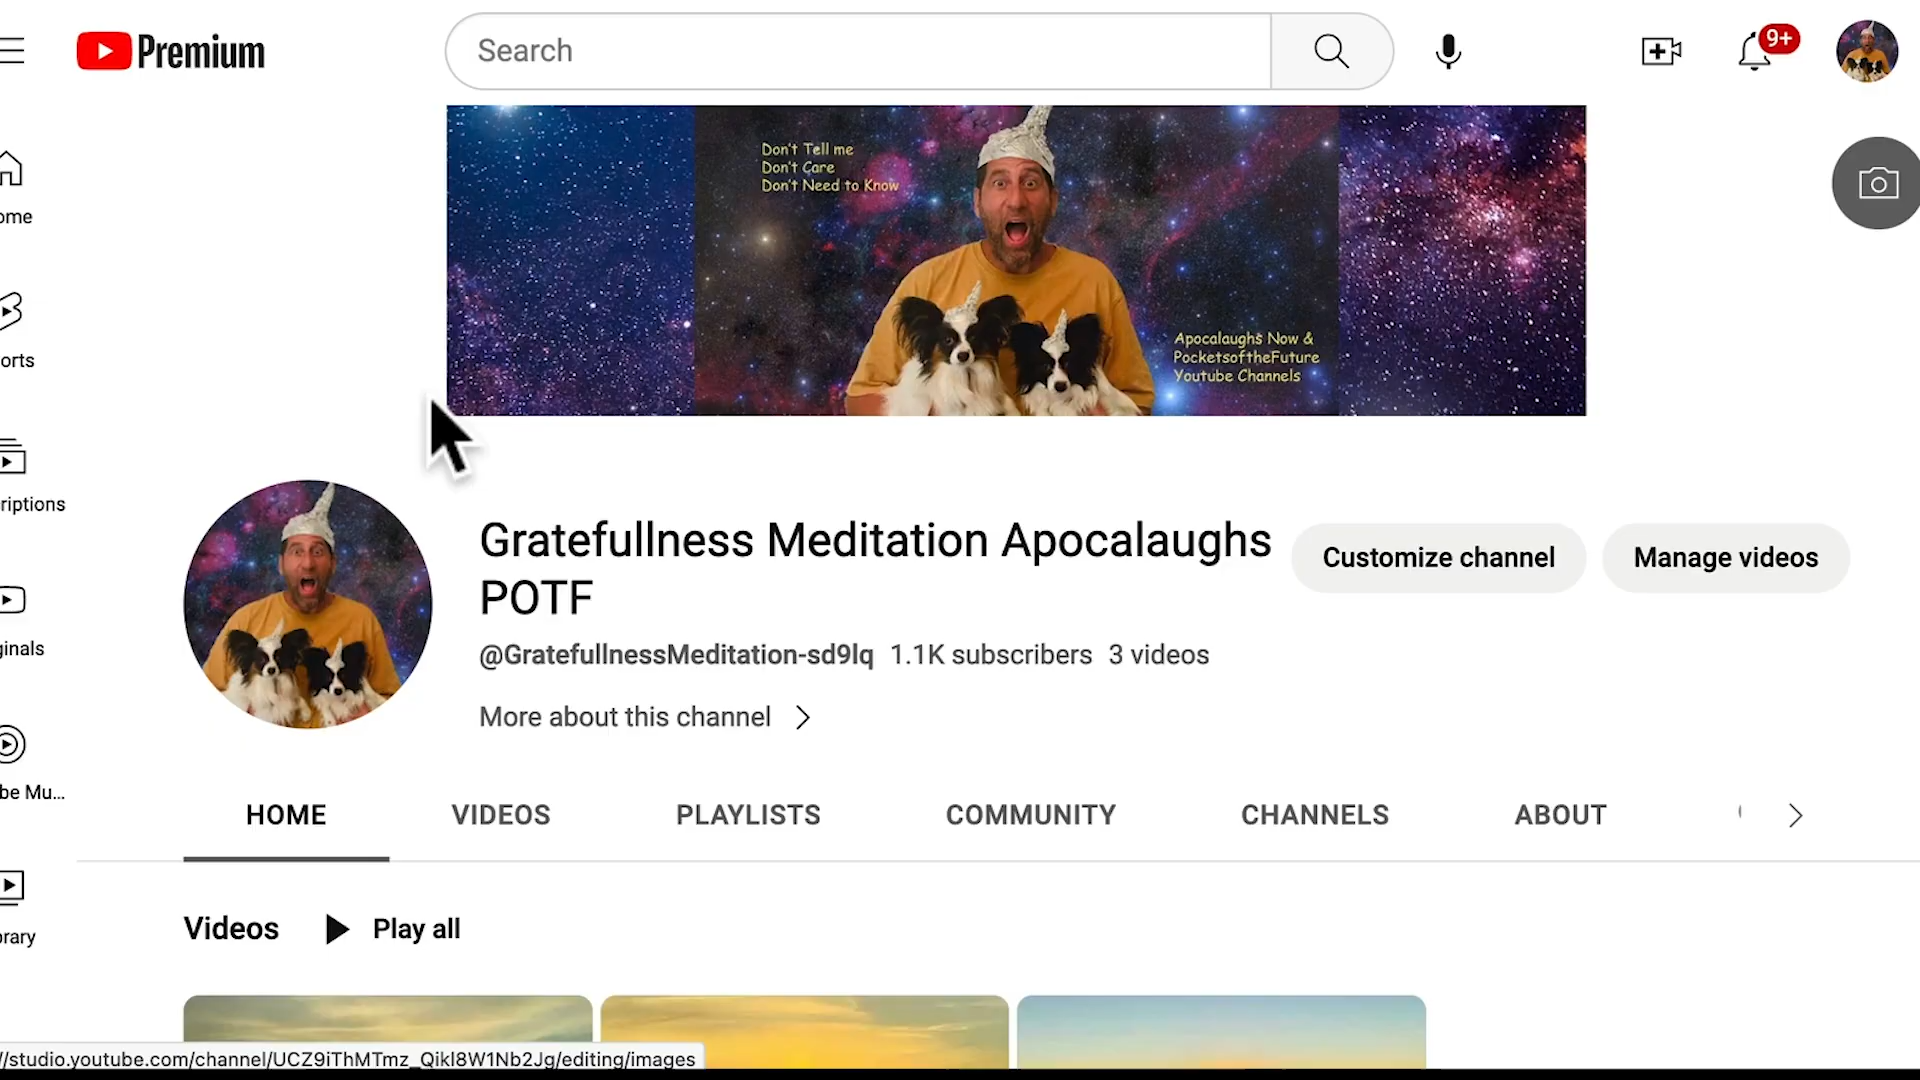 Premium
Search
9+
Don't Tell me
Don't Care
Don't Need to Know
Apocalaughs Now &
PocketsoftheFuture
Youtube Channels
ome
orts
riptions
ginals
be Mu...
rary
Gratefullness Meditation Apocalaughs
POTF
Customize channel
Manage videos
@GratefullnessMeditation-sd9lq 1.1K subscribers 3 videos
More about this channel
HOME VIDEOS PLAYLISTS COMMUNITY CHANNELS ABOUT
Videos Play all
//studio.youtube.com/channel/UCZ9iThMTmz_Qikl8W1Nb2Jg/editing/images